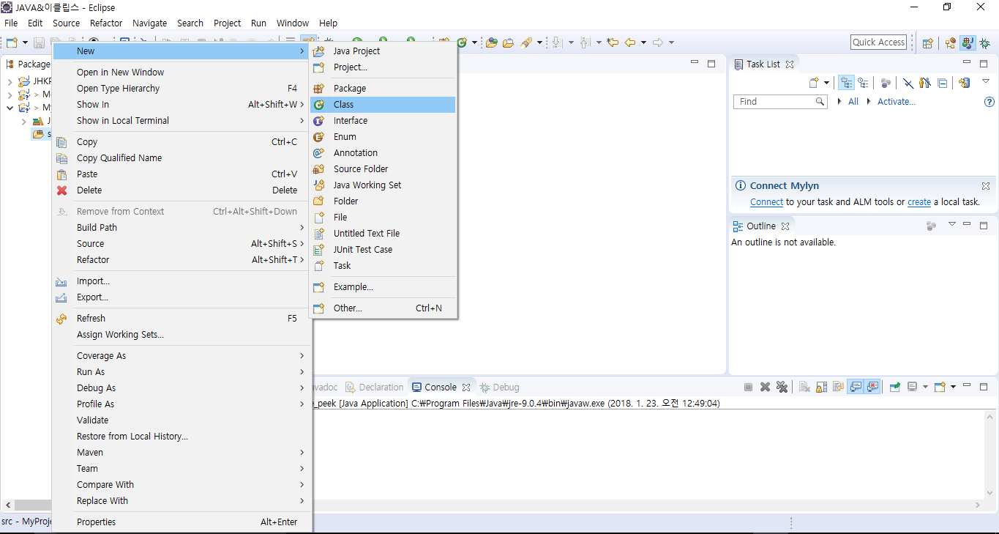 JAVA&이클립스 - Eclipse
File Edit Source Refactor Navigate Search Project Run Window Help
Quick Access
Package
JHKF
> M
> My
J
s
New
Open in New Window
Open Type Hierarchy F4
Show In Alt+Shift+W
Show in Local Terminal
Copy Ctrl+C
Copy Qualified Name
Paste Ctrl+V
Delete Delete
Remove from Context Ctrl+Alt+Shift+Down
Build Path
Source Alt+Shift+S
Refactor Alt+Shift+T
Import...
Export...
Refresh F5
Assign Working Sets...
Coverage As
Run As
Debug As
Profile As
Validate
Restore from Local History...
Maven
Team
Compare With
Replace With
Properties Alt+Enter
Java Project
Project...
Package
Class
Interface
Enum
Annotation
Source Folder
Java Working Set
Folder
File
Untitled Text File
JUnit Test Case
Task
Example...
Other... Ctrl+N
Task List
Find All Activate...
Connect Mylyn
Connect to your task and ALM tools or create a local task.
Outline
An outline is not available.
avadoc Declaration Console Debug
e_peek [Java Application] C:₩Program Files₩Java₩jre-9.0.4₩bin₩javaw.exe (2018. 1. 23. 오전 12:49:04)
src - MyProje